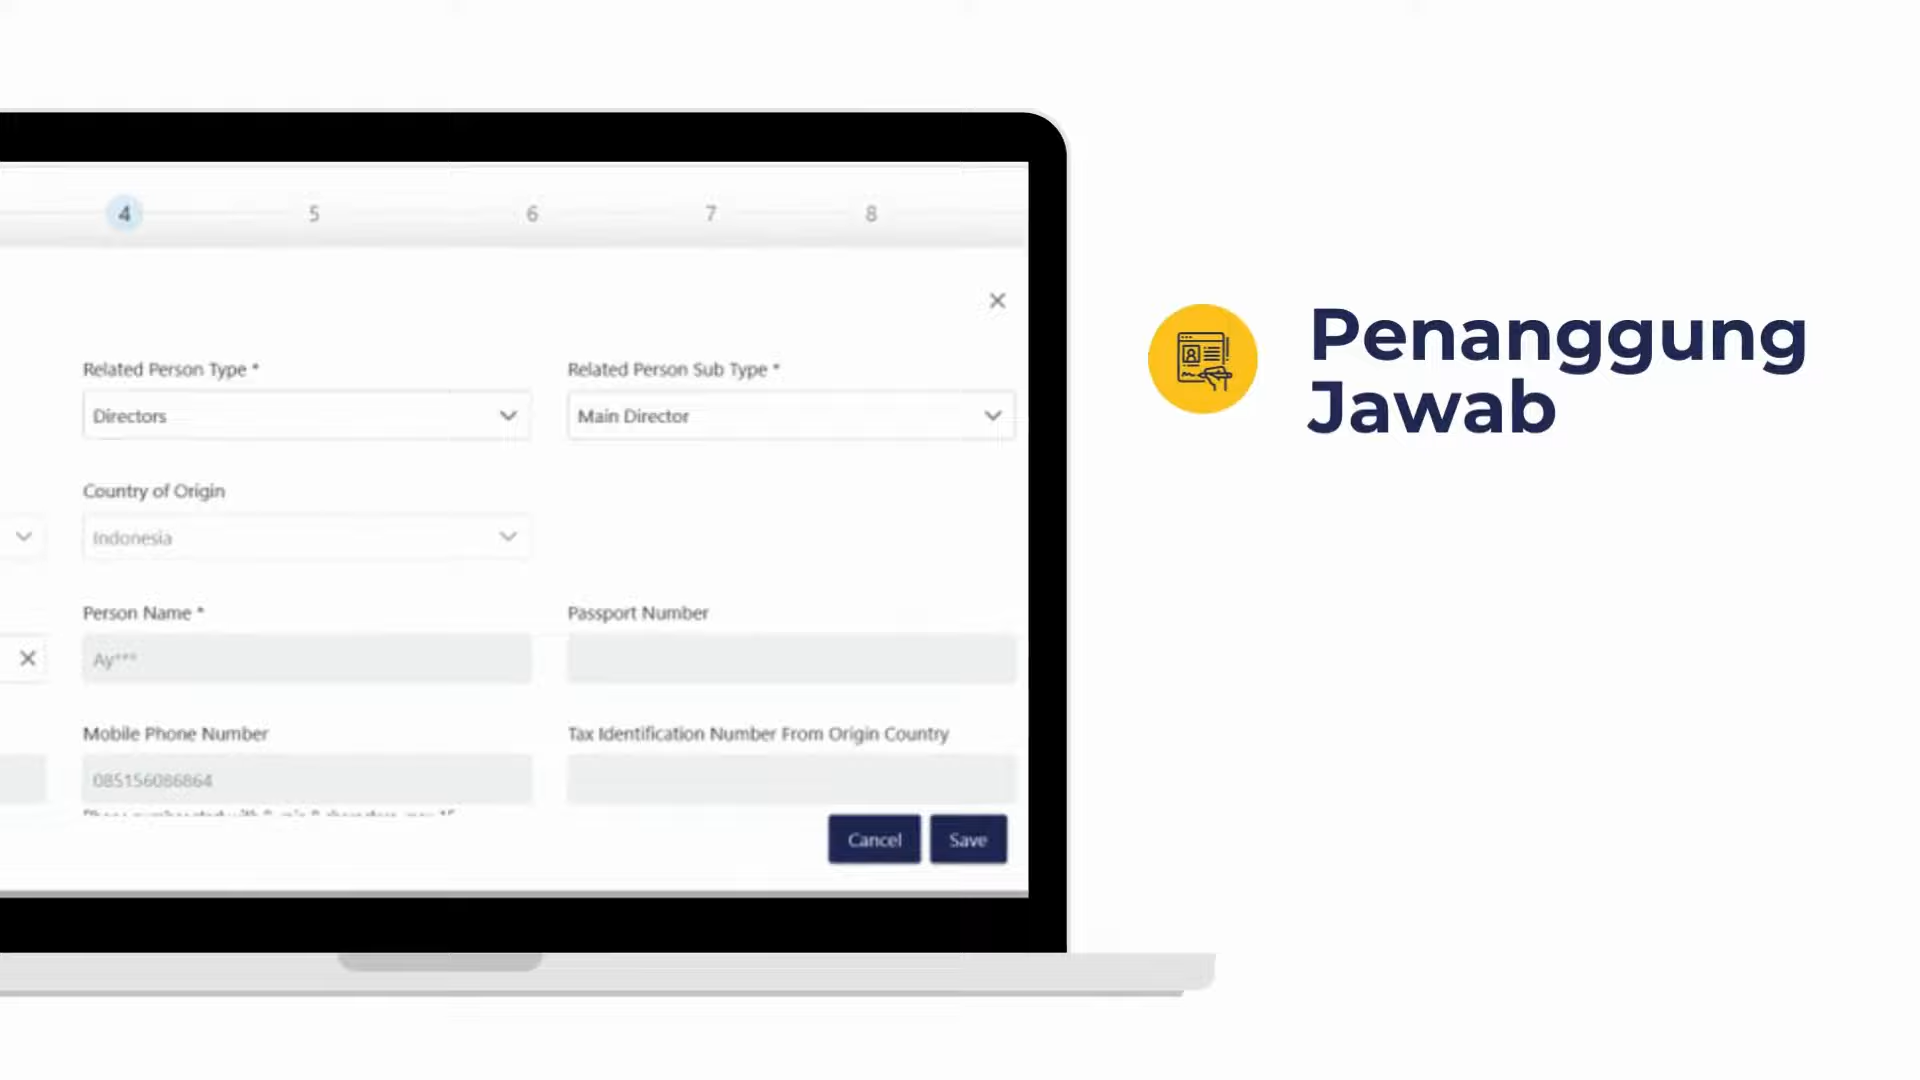 4 5 6 7 8
Related Person Type * Related Person Sub Type *
Directors Main Director
Country of Origin
Indonesia
Person Name * Passport Number
Ay***
Mobile Phone Number Tax Identification Number From Origin Country
085156086864
Cancel Save
Penanggung
Jawab